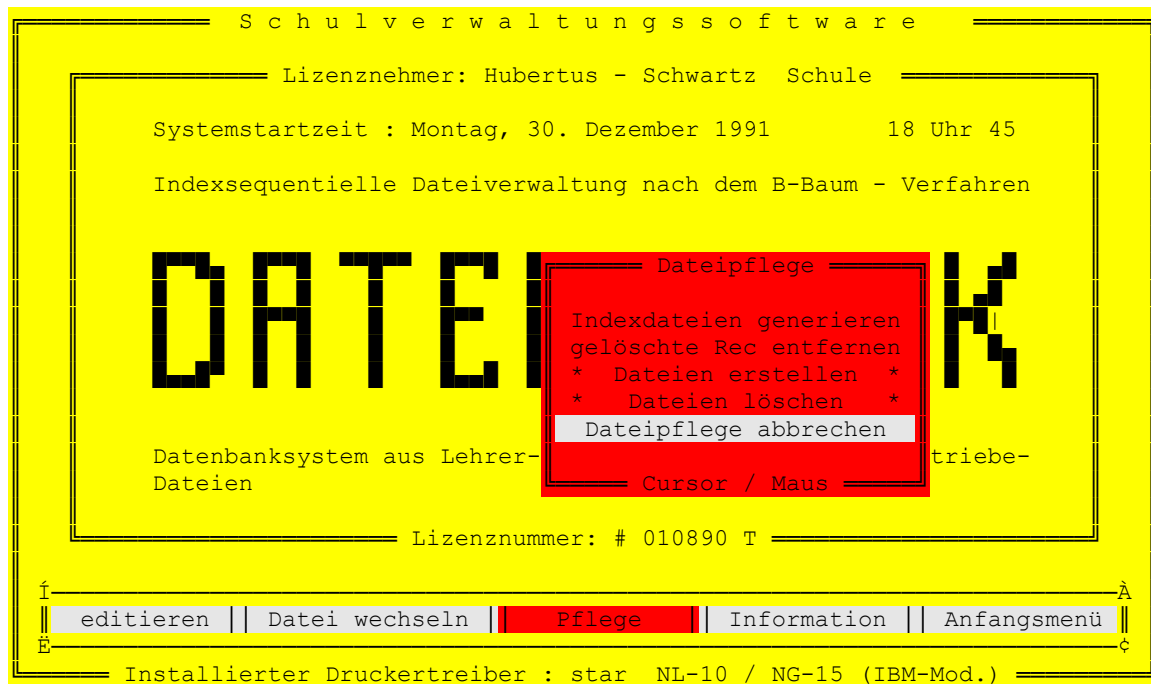 Schulverwaltungssoftware
Lizenznehmer: Hubertus - Schwartz Schule
Systemstartzeit : Montag, 30. Dezember 1991 18 Uhr 45
Indexsequentielle Dateiverwaltung nach dem B-Baum - Verfahren
DATE K
Dateipflege
Indexdateien generieren
gelöschte Rec entfernen
* Dateien erstellen *
* Dateien löschen *
Dateipflege abbrechen
Cursor / Maus
Datenbanksystem aus Lehrer- triebe-
Dateien
Lizenznummer: # 010890 T
Í À
editieren || Datei wechseln || Pflege || Information || Anfangsmenü
Ë ¢
Installierter Druckertreiber : star NL-10 / NG-15 (IBM-Mod.)